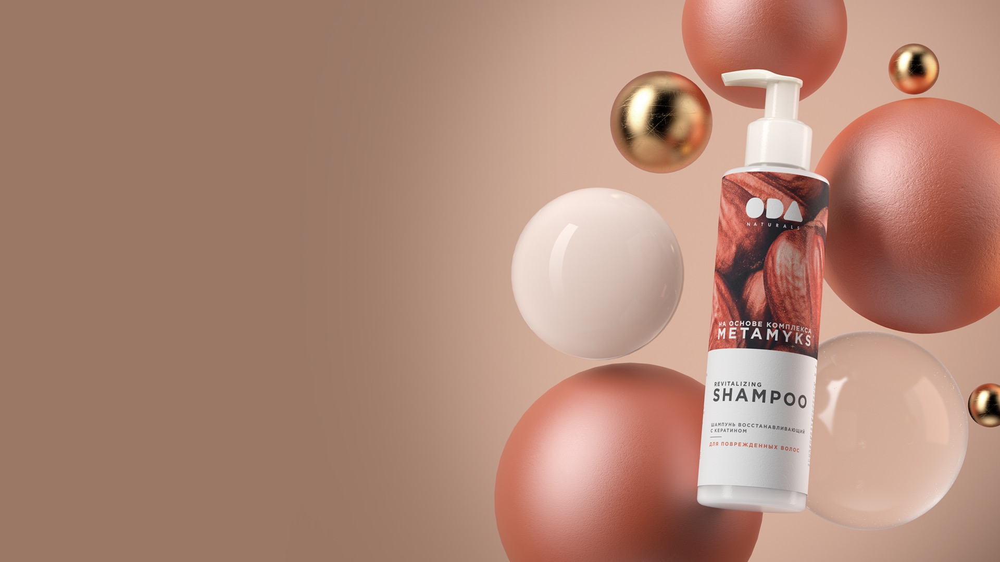 ODA
NATURALS
НА ОСНОВЕ КОМПЛЕКСА
METAMYKS
REVITALIZING
SHAMPOO
ШАМПУНЬ ВОССТАНАВЛИВАЮЩИЙ
С КЕРАТИНОМ
ДЛЯ ПОВРЕЖДЕННЫХ ВОЛОС